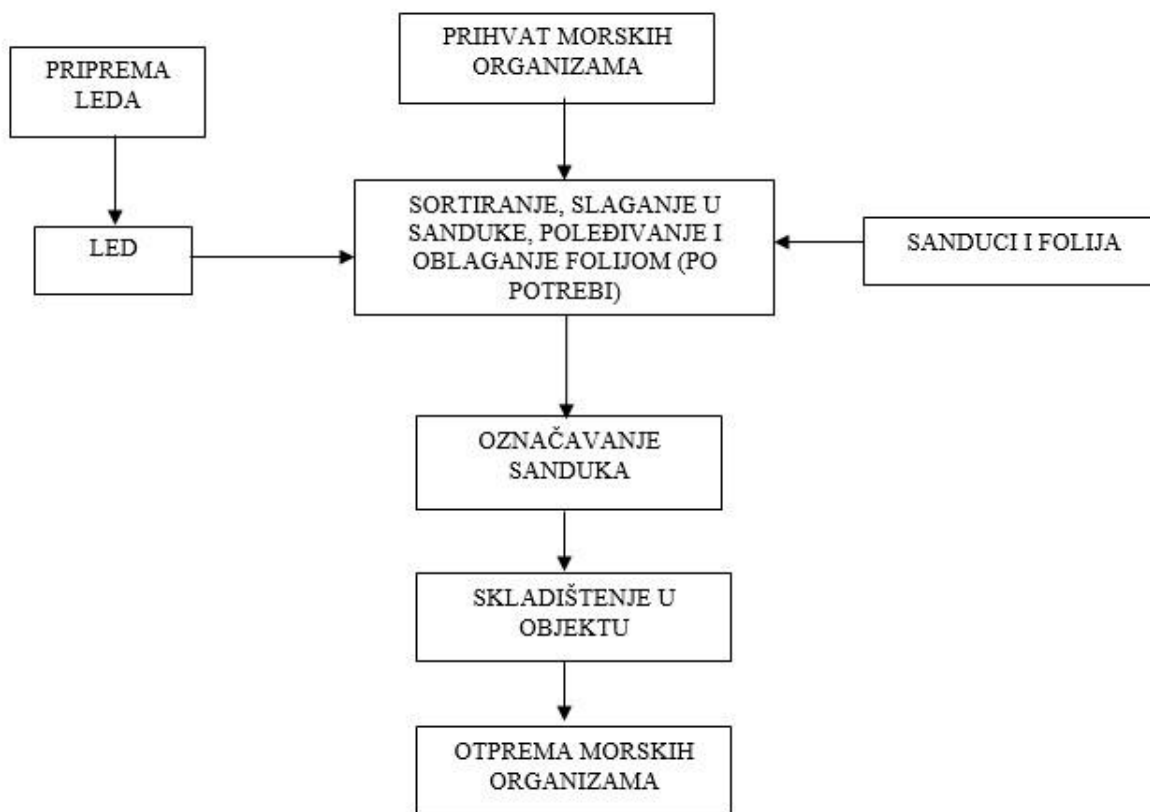 PRIHVAT MORSKIH
ORGANIZAMA
PRIPREMA
LEDA
SORTIRANJE, SLAGANJE U
SANDUKE, POLEĐIVANJE I
OBLAGANJE FOLIJOM (PO
POTREBI)
LED
SANDUCI I FOLIJA
OZNAČAVANJE
SANDUKA
SKLADIŠTENJE U
OBJEKTU
OTPREMA MORSKIH
ORGANIZAMA